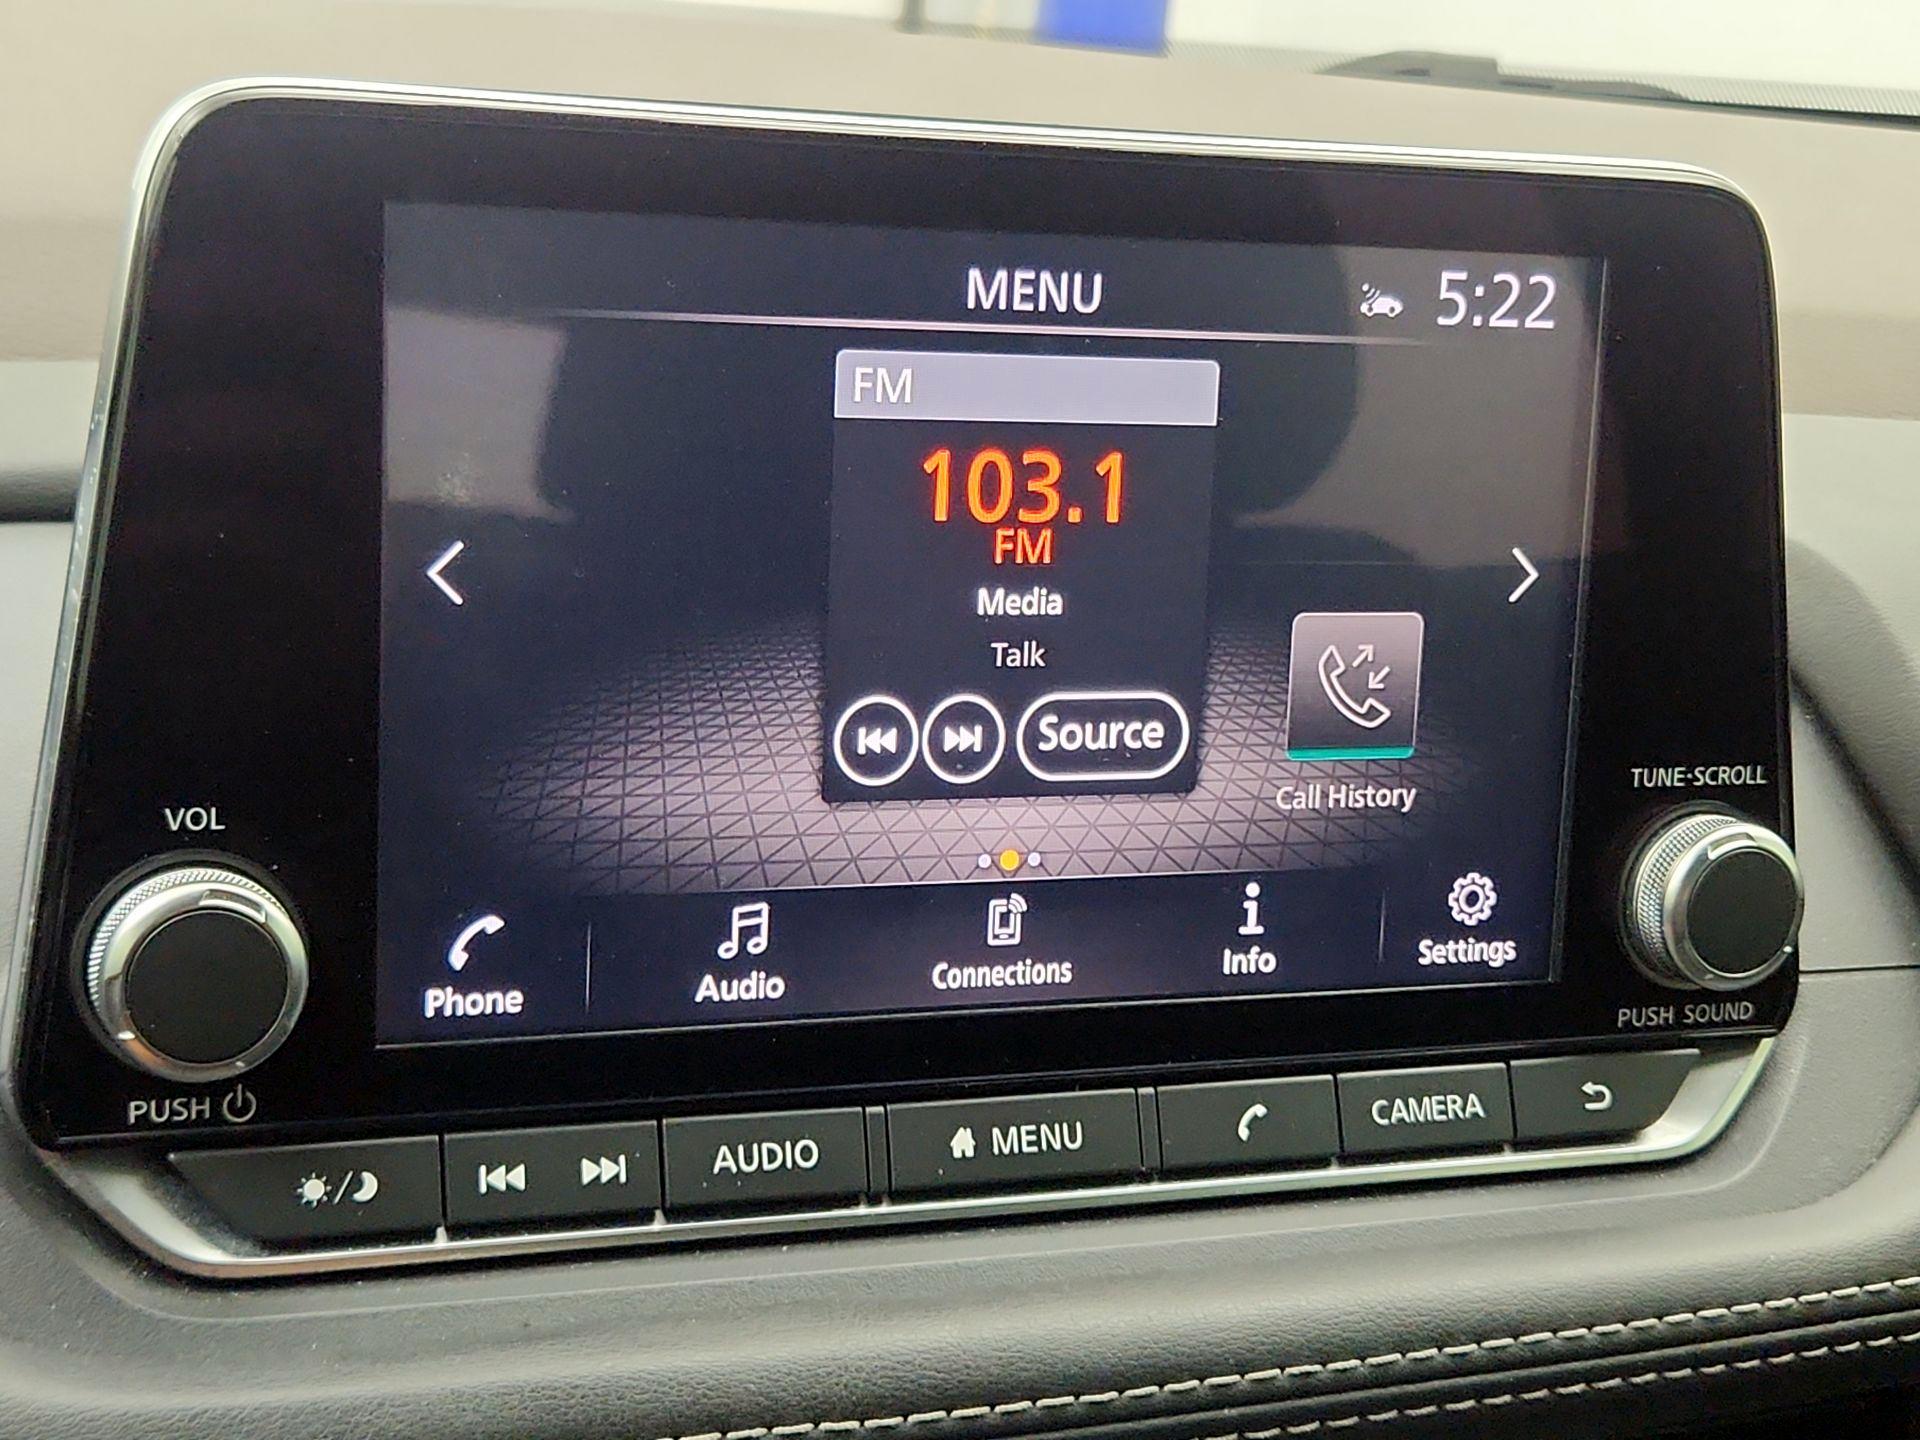 MENU
5:22
FM
103.1
FM
Media
Talk
Source
Call History
Phone
Audio
Connections
Info
Settings
VOL
PUSH
TUNE·SCROLL
PUSH SOUND
AUDIO
MENU
CAMERA